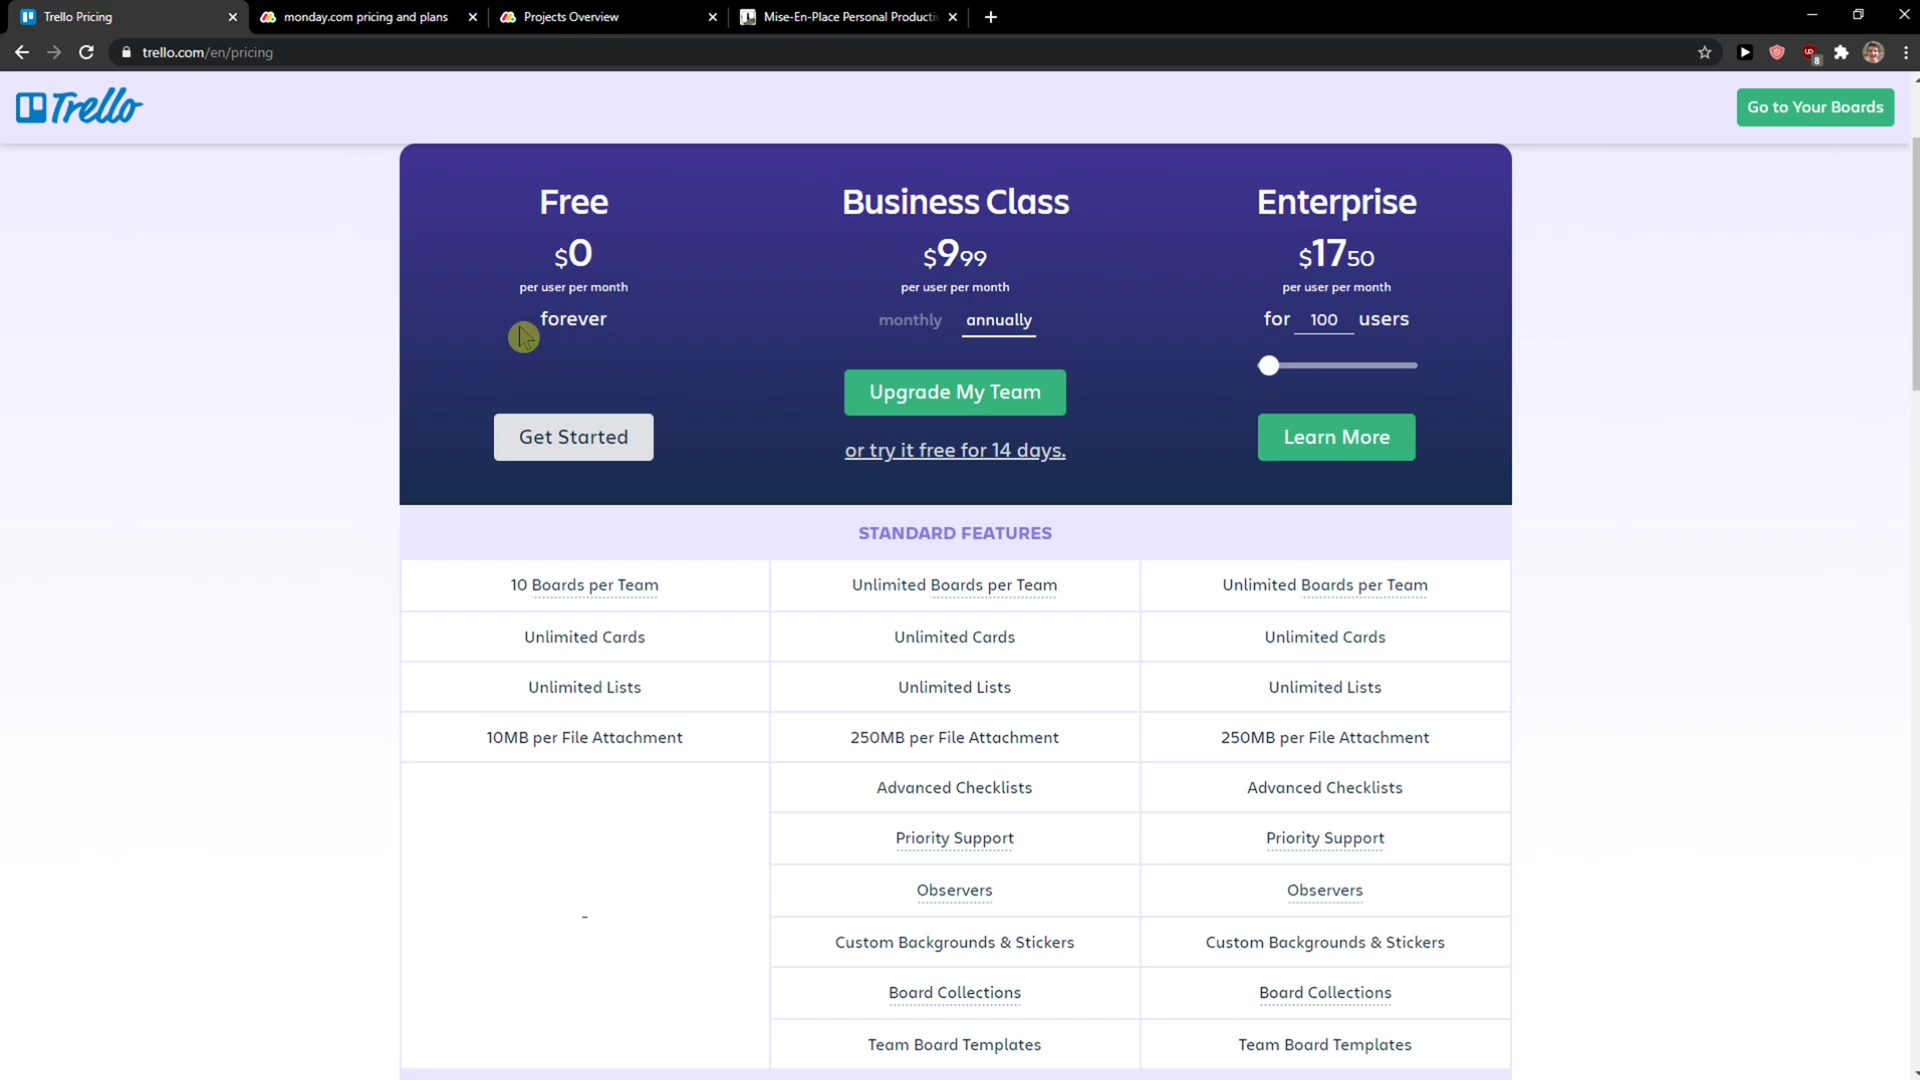 Trello Pricing
monday.com pricing and plans
Projects Overview
Mise-En-Place Personal Producti
trello.com/en/pricing
8
Trello
Go to Your Boards
Free
$0
per user per month
forever
Get Started
Business Class
$999
per user per month
monthly annually
Upgrade My Team
or try it free for 14 days.
Enterprise
$1750
per user per month
for 100 users
Learn More
STANDARD FEATURES
10 Boards per Team Unlimited Boards per Team Unlimited Boards per Team
Unlimited Cards Unlimited Cards Unlimited Cards
Unlimited Lists Unlimited Lists Unlimited Lists
10MB per File Attachment 250MB per File Attachment 250MB per File Attachment
Advanced Checklists Advanced Checklists
Priority Support Priority Support
Observers Observers
-
Custom Backgrounds & Stickers Custom Backgrounds & Stickers
Board Collections Board Collections
Team Board Templates Team Board Templates